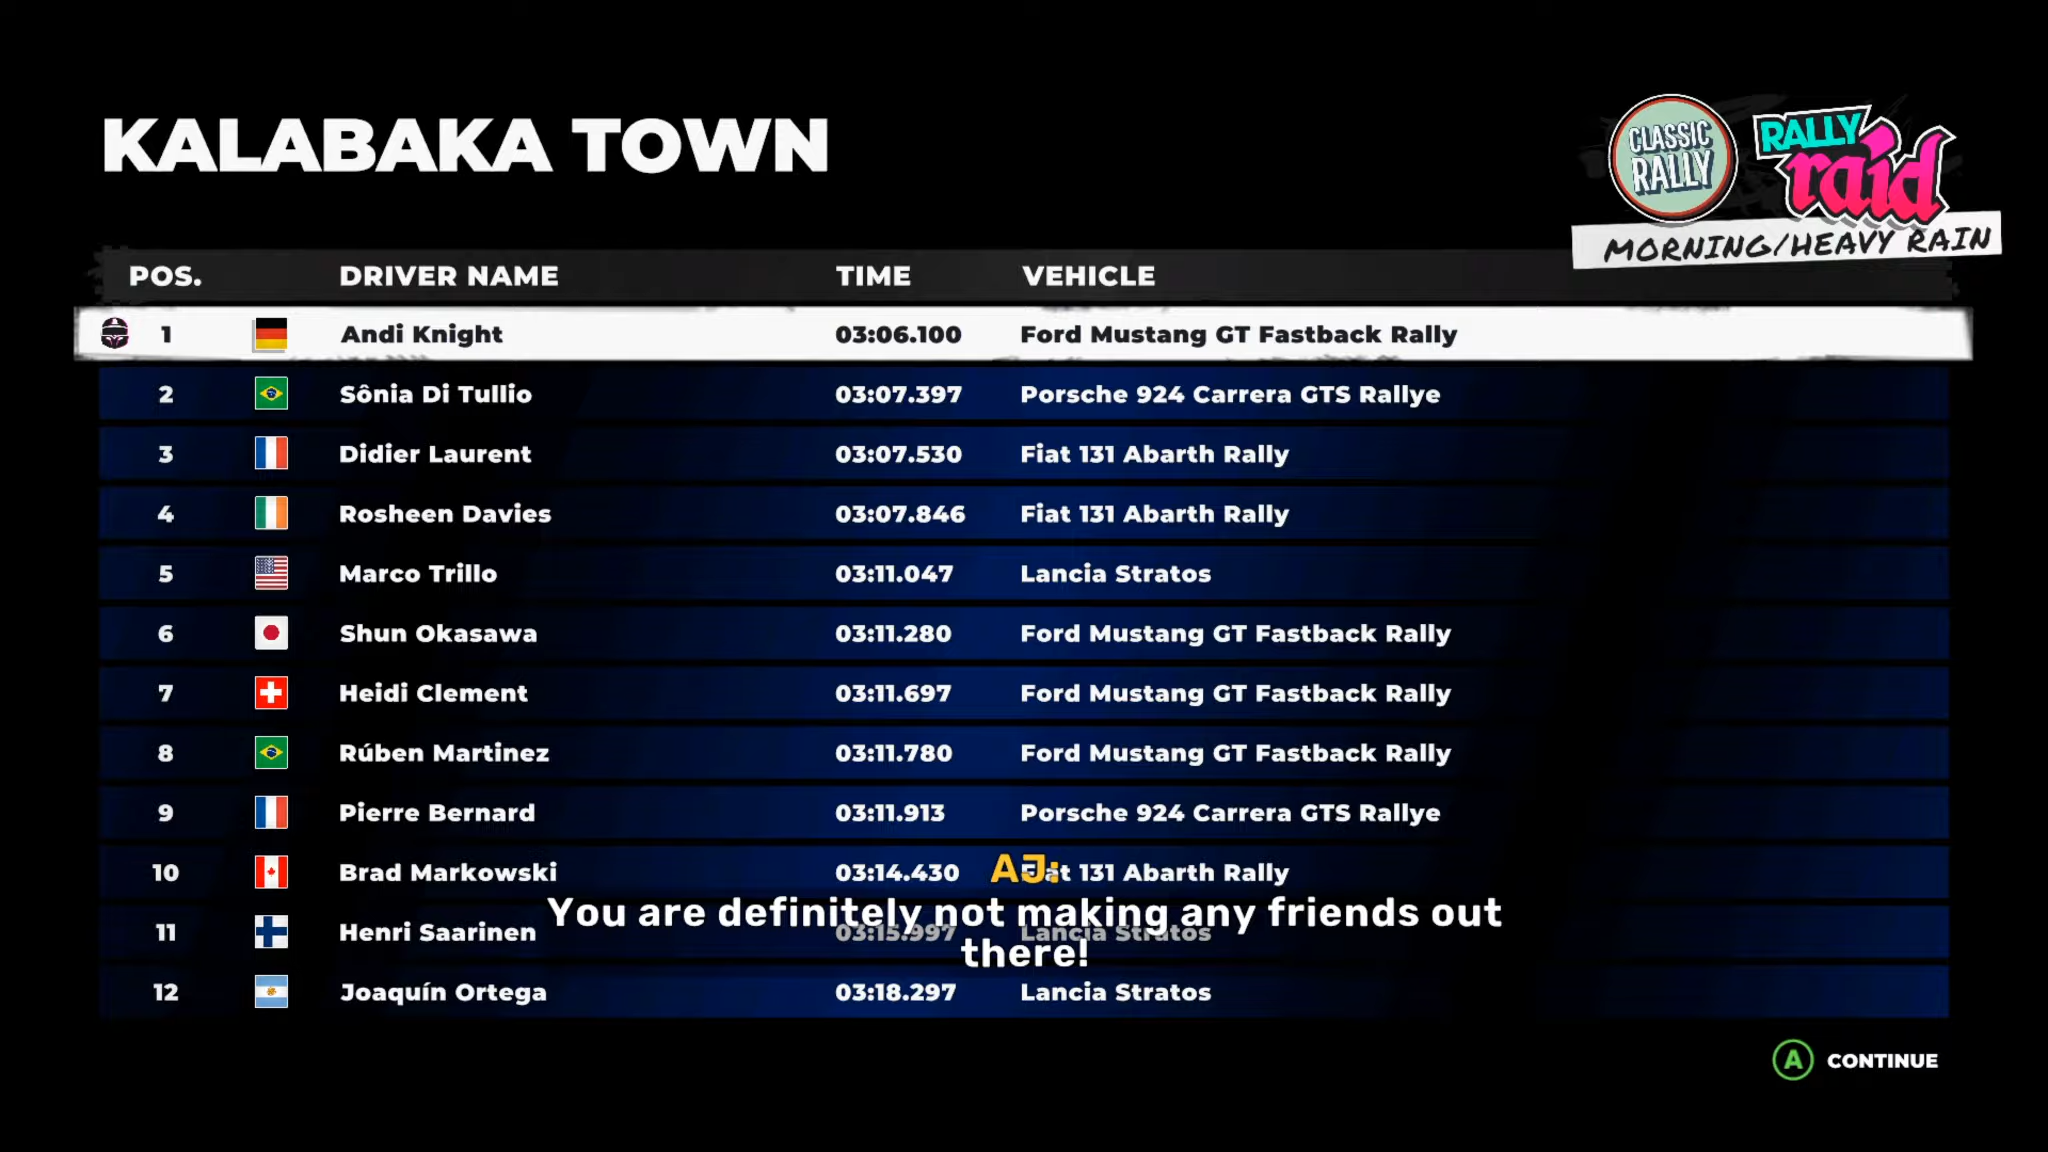 KALABAKA TOWN
CLASSIC
RALLY
RALLY
raid
MORNING/HEAVY RAIN
POS. DRIVER NAME TIME VEHICLE
1 Andi Knight 03:06.100 Ford Mustang GT Fastback Rally
2 Sônia Di Tullio 03:07.397 Porsche 924 Carrera GTS Rallye
3 Didier Laurent 03:07.530 Fiat 131 Abarth Rally
4 Rosheen Davies 03:07.846 Fiat 131 Abarth Rally
5 Marco Trillo 03:11.047 Lancia Stratos
6 Shun Okasawa 03:11.280 Ford Mustang GT Fastback Rally
7 Heidi Clement 03:11.697 Ford Mustang GT Fastback Rally
8 Rúben Martinez 03:11.780 Ford Mustang GT Fastback Rally
9 Pierre Bernard 03:11.913 Porsche 924 Carrera GTS Rallye
10 Brad Markowski 03:14.430 Fiat 131 Abarth Rally
11 Henri Saarinen 03:15.997 Lancia Stratos
12 Joaquín Ortega 03:18.297 Lancia Stratos
AJ:
You are definitely not making any friends out
there!
A CONTINUE